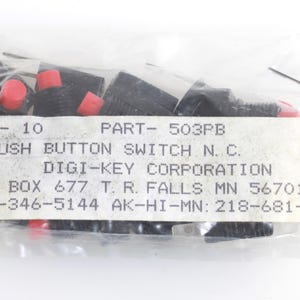 - 10 PART- 503PB
USH BUTTON SWITCH N.C.
DIGI-KEY CORPORATION
BOX 677 T.R.FALLS MN 56701
-346-5144 AK-HI-MN: 218-681-